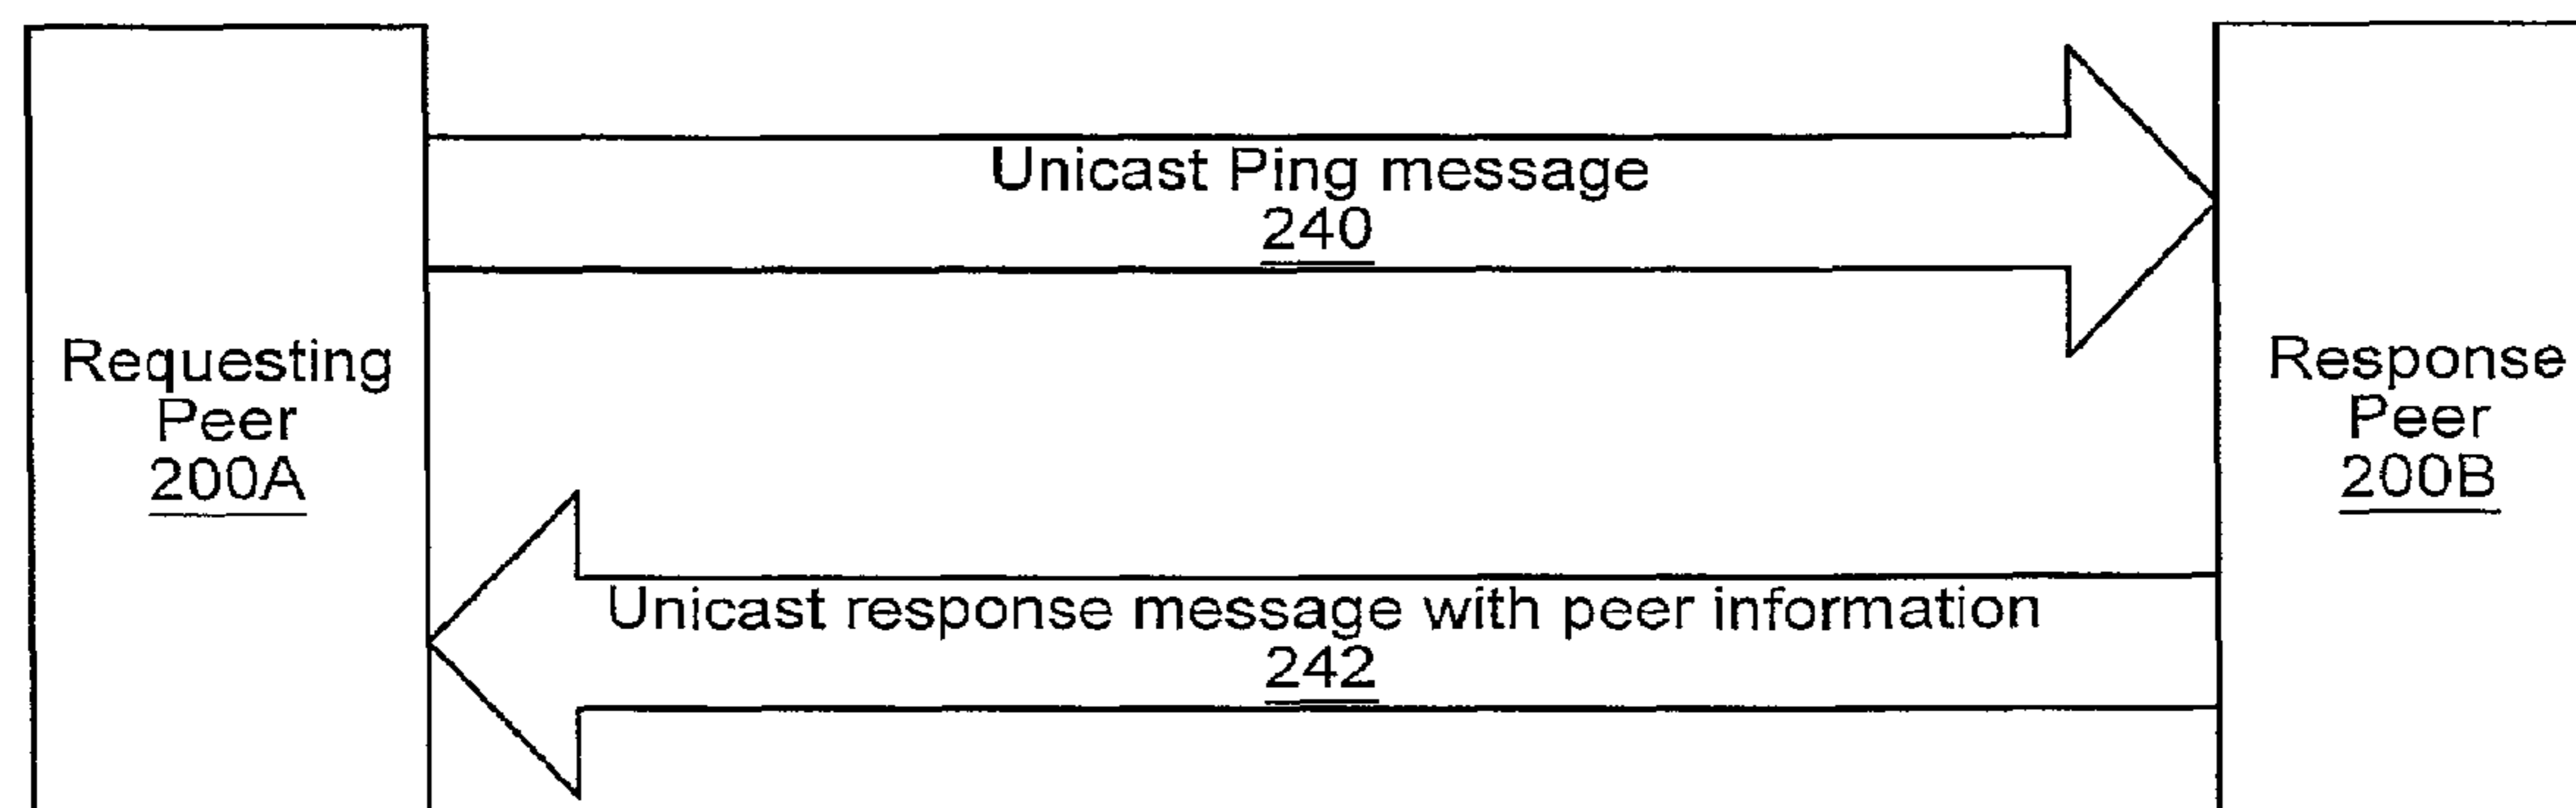 Unicast Ping message
240
Requesting
Peer
200A
Response
Peer
200B
Unicast response message with peer information
242